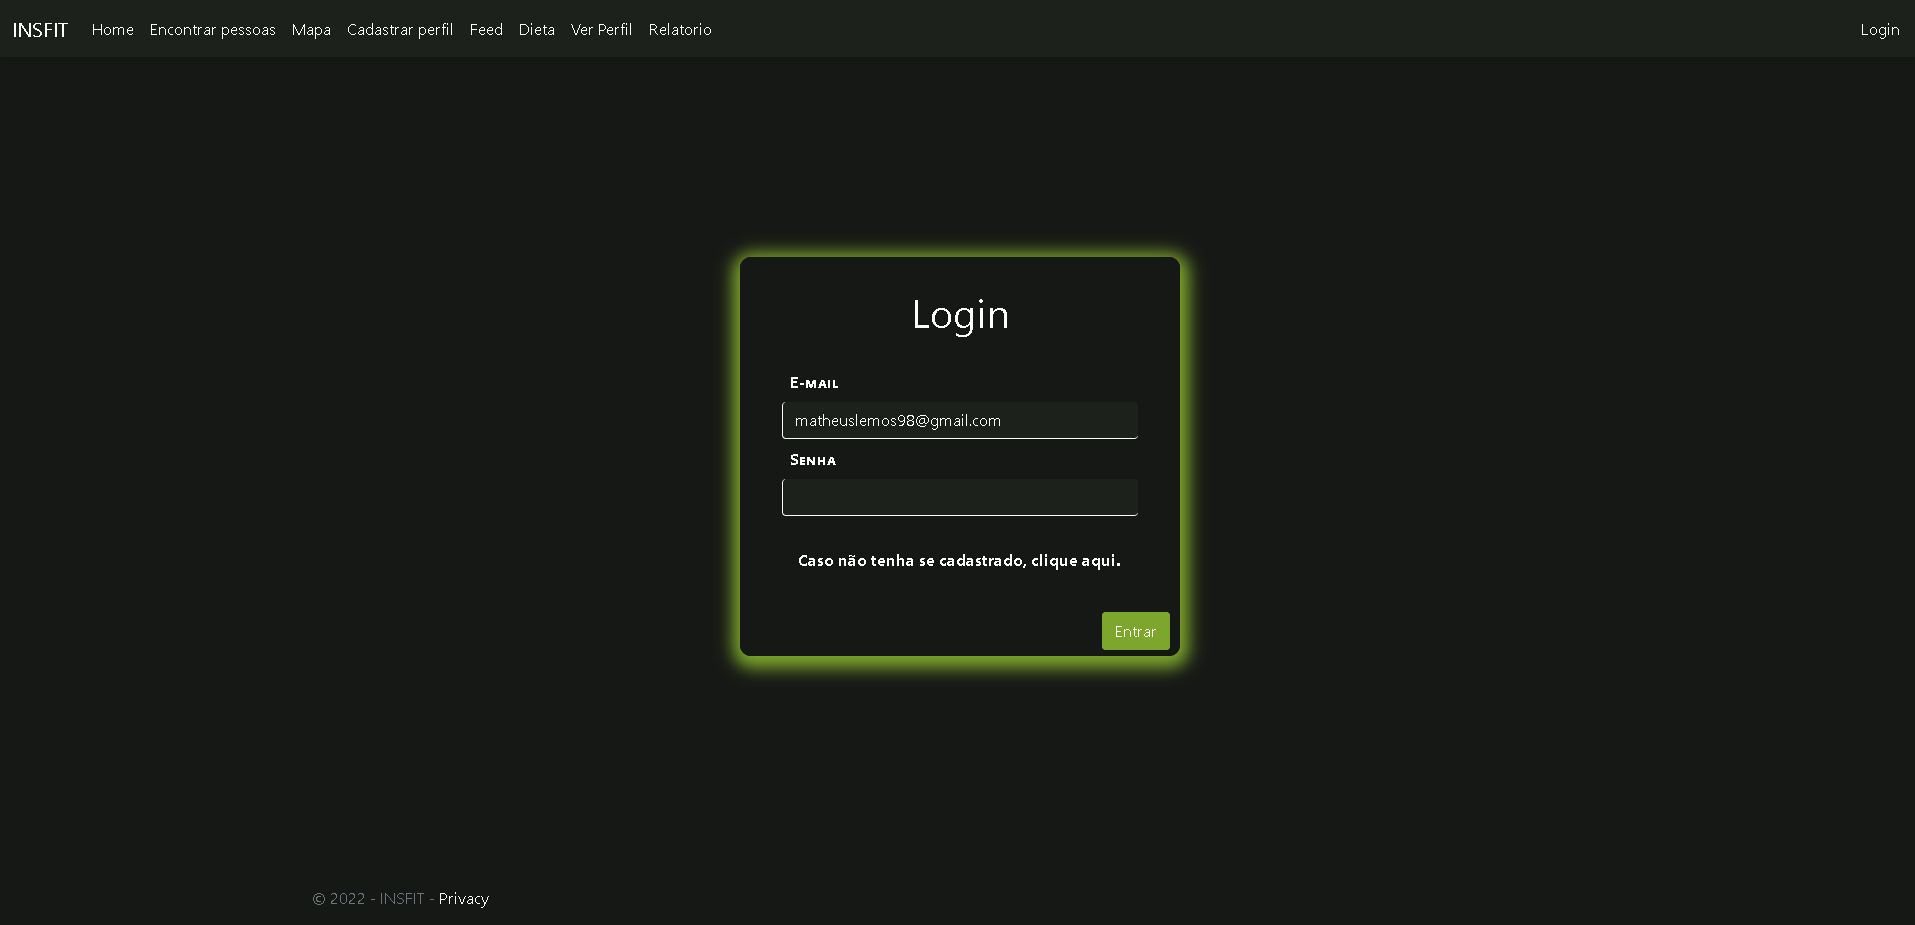 INSFIT Home Encontrar pessoas Mapa Cadastrar perfil Feed Dieta Ver Perfil Relatorio Login
Login
E-mail
matheuslemos98@gmail.com
Senha
Caso não tenha se cadastrado, clique aqui.
Entrar
© 2022 - INSFIT - Privacy